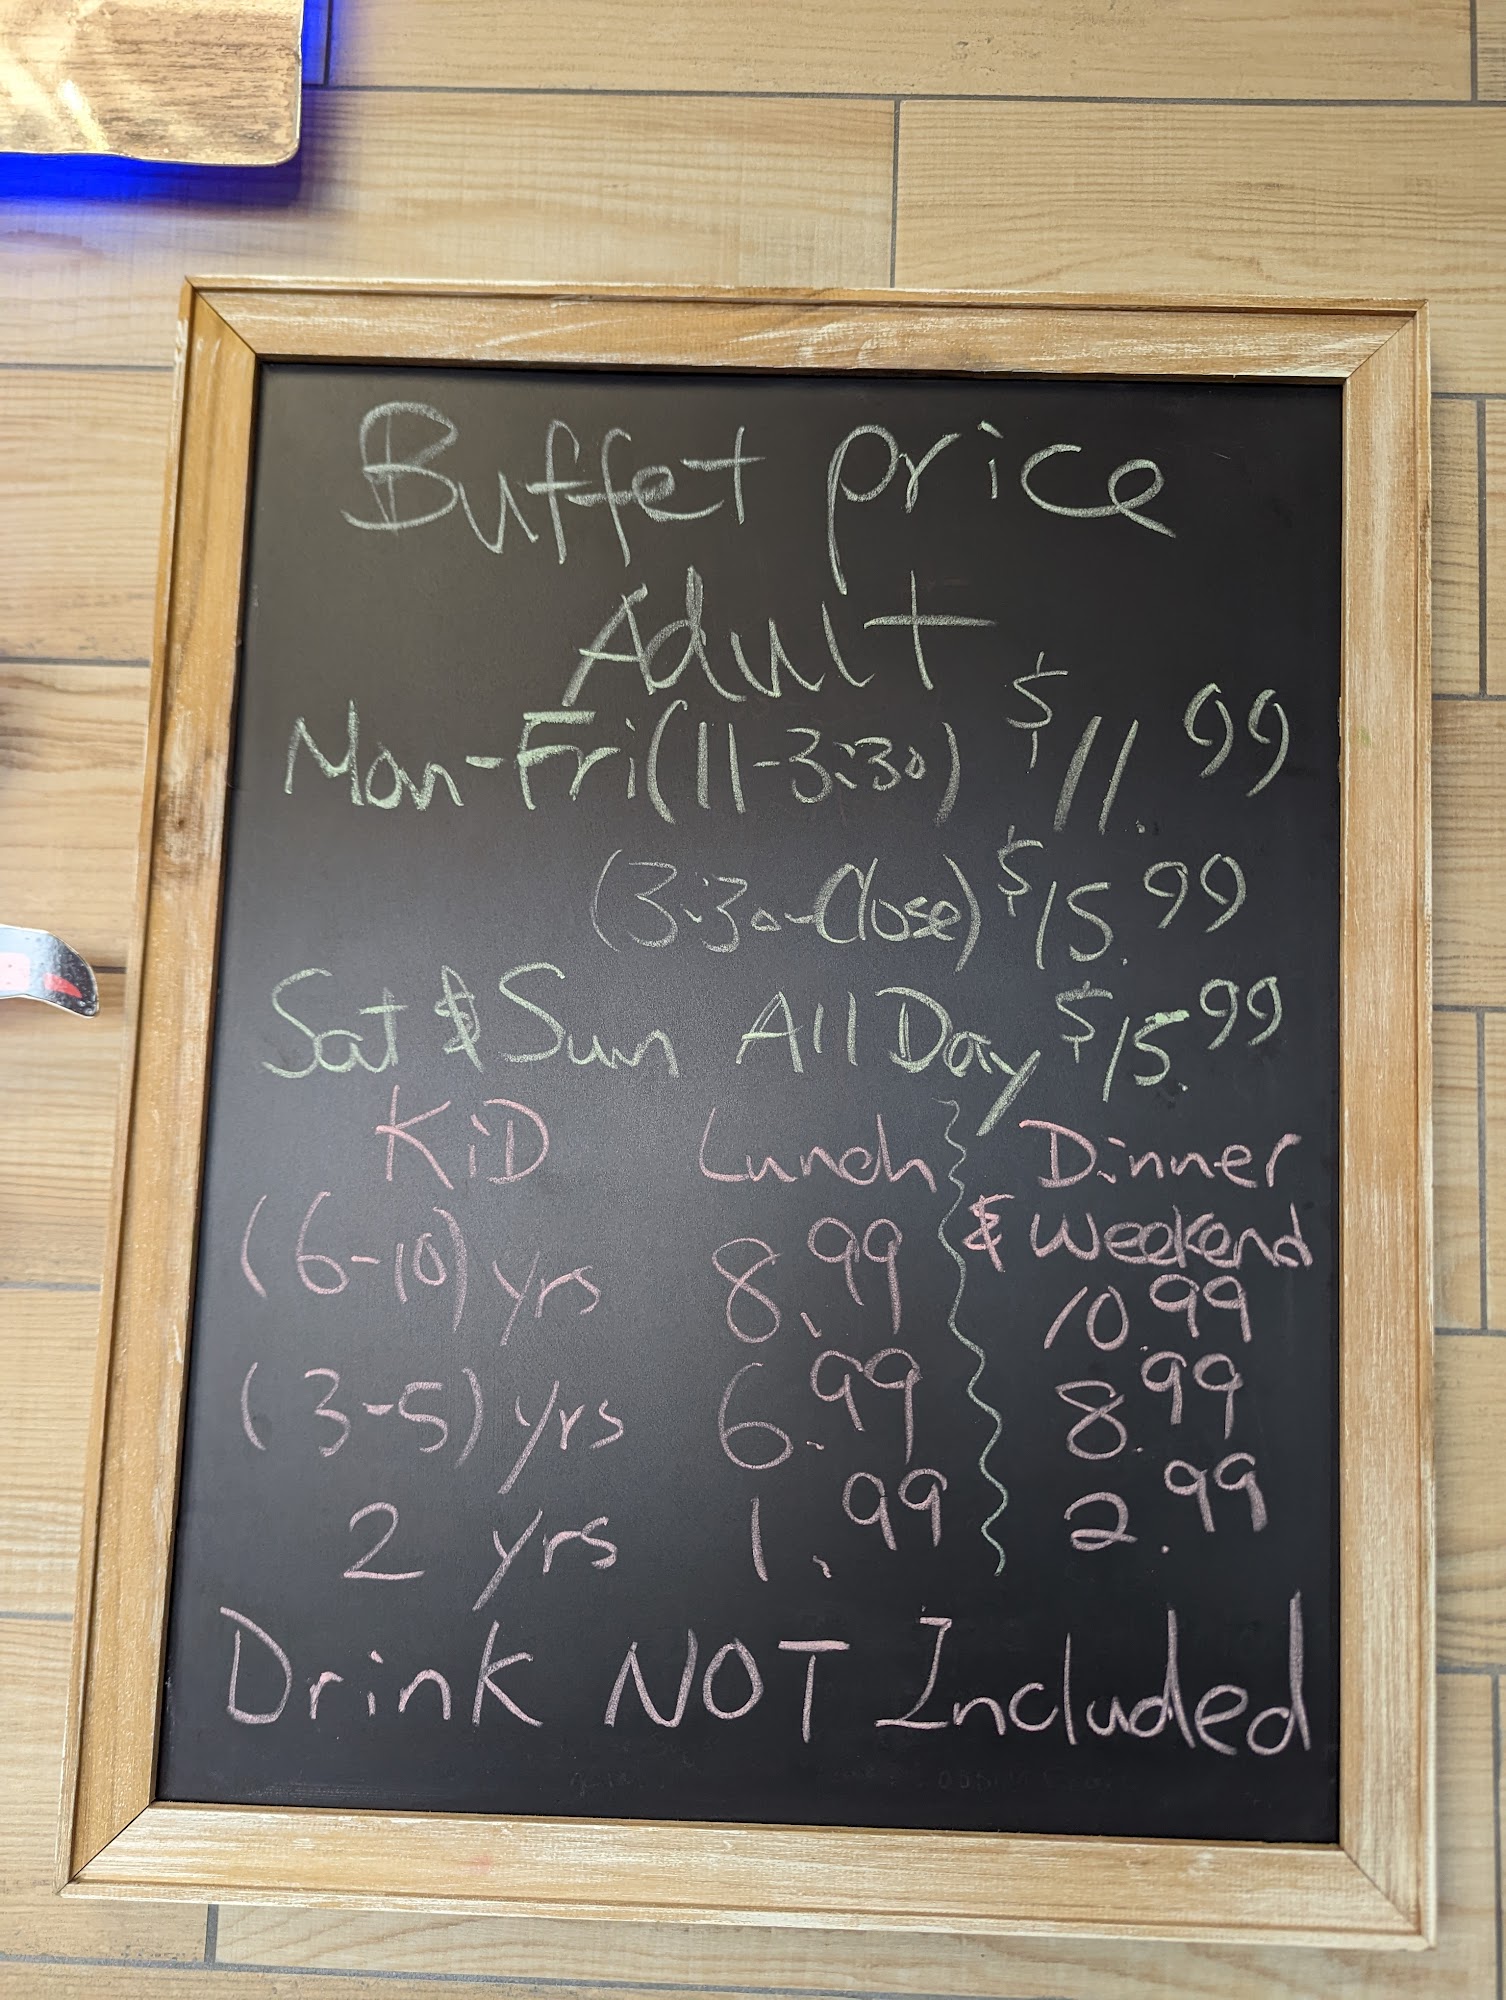 Buffet price
Adult
Mon-Fri (11-3:30) $11.99
(3:30-Close) $15.99
Sat & Sun All Day $15.99
KiD Lunch Dinner
& Weekend
(6-10) yrs 8.99 10.99
(3-5) yrs 6.99 8.99
2 yrs 1.99 2.99
Drink NOT Included